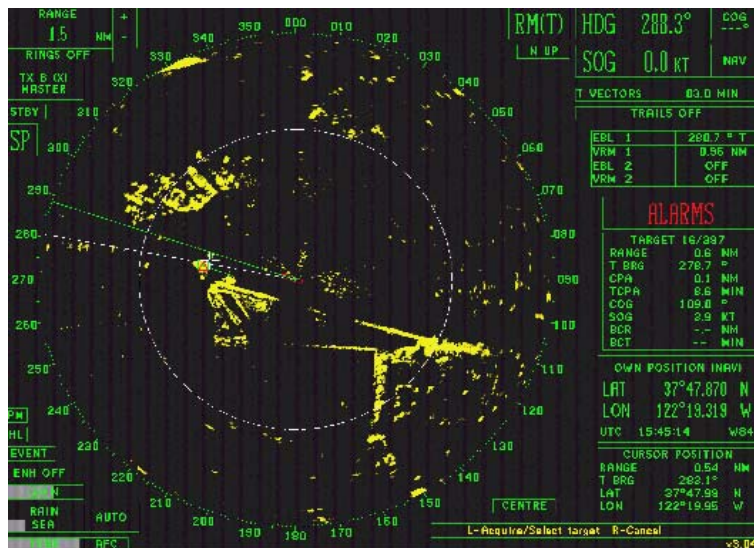 RANGE
1.5 NM
+
-
RINGS OFF
TX B (X)
MASTER
STBY
SP
RM(T)
N UP
HDG 288.3°
SOG 0.0 KT
COG
---°
NAV
T VECTORS 03.0 MIN
TRAILS OFF
EBL 1 280.7 ° T
VRM 1 0.95 NM
EBL 2 OFF
VRM 2 OFF
ALARMS
TARGET 16/387
RANGE 0.6 NM
T BRG 278.7 °
CPA 0.1 NM
TCPA 8.6 MIN
COG 109.0 °
SOG 3.9 KT
BCR -.- NM
BCT -- MIN
OWN POSITION (NAV)
LAT 37°47.870 N
LON 122°19.319 W
UTC 15:45:14 W84
CURSOR POSITION
RANGE 0.54 NM
T BRG 283.1°
LAT 37°47.99 N
LON 122°19.95 W
000
010
020
030
040
050
060
070
080
090
100
110
120
130
140
150
160
170
180
190
200
210
220
230
240
250
260
270
280
290
300
310
320
330
340
350
PM
HL
EVENT
ENH OFF
GAIN
RAIN
SEA
AUTO
AFC
CENTRE
L-Acquire/Select target R-Cancel